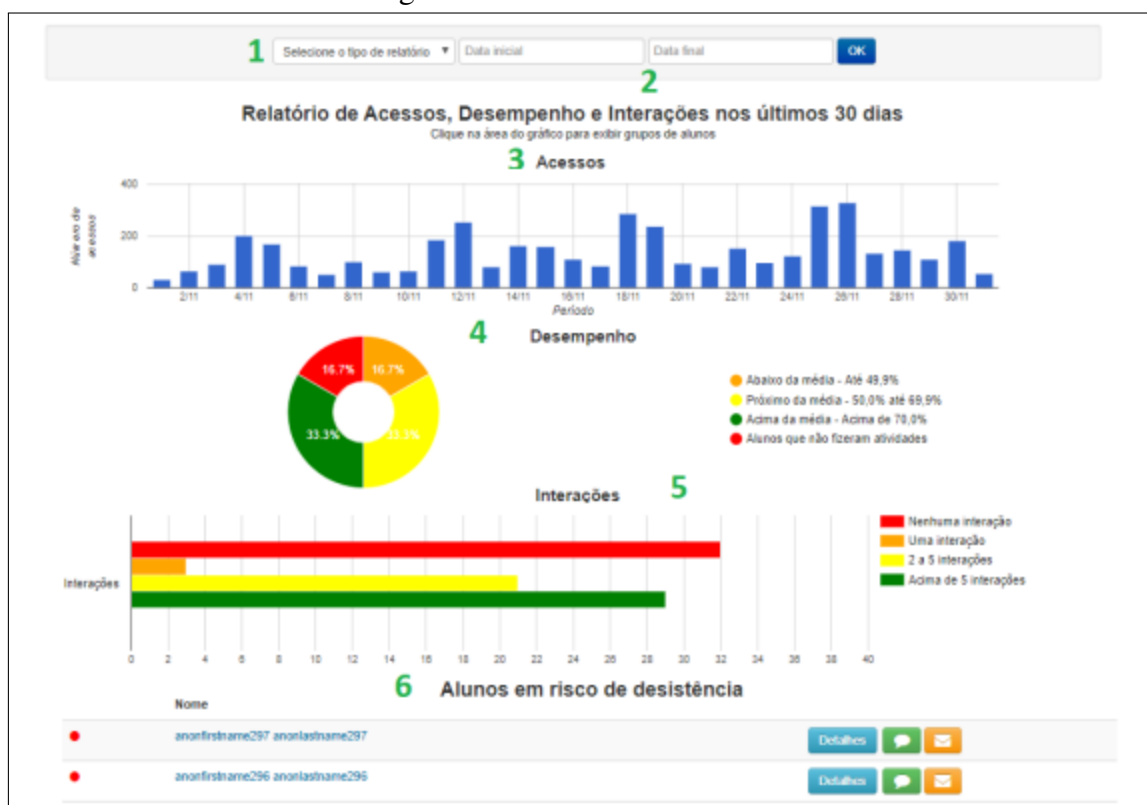 1 Selecione o tipo de relatório Data inicial Data final OK
2
Relatório de Acessos, Desempenho e Interações nos últimos 30 dias
Clique na área do gráfico para exibir grupos de alunos
3 Acessos
Número de
acessos
400
200
0
2/11 4/11 6/11 8/11 10/11 12/11 14/11 16/11 18/11 20/11 22/11 24/11 26/11 28/11 30/11
Período
4 Desempenho
16.7% 16.7%
33.3% 33.3%
Abaixo da média - Até 49,9%
Próximo da média - 50,0% até 69,9%
Acima da média - Acima de 70,0%
Alunos que não fizeram atividades
Interações 5
Nenhuma interação
Uma interação
2 a 5 interações
Acima de 5 interações
Interações
0 2 4 6 8 10 12 14 16 18 20 22 24 26 28 30 32 34 36 38 40
6 Alunos em risco de desistência
Nome
anonfirstname297 anonlastname297 Detalhes
anonfirstname296 anonlastname296 Detalhes